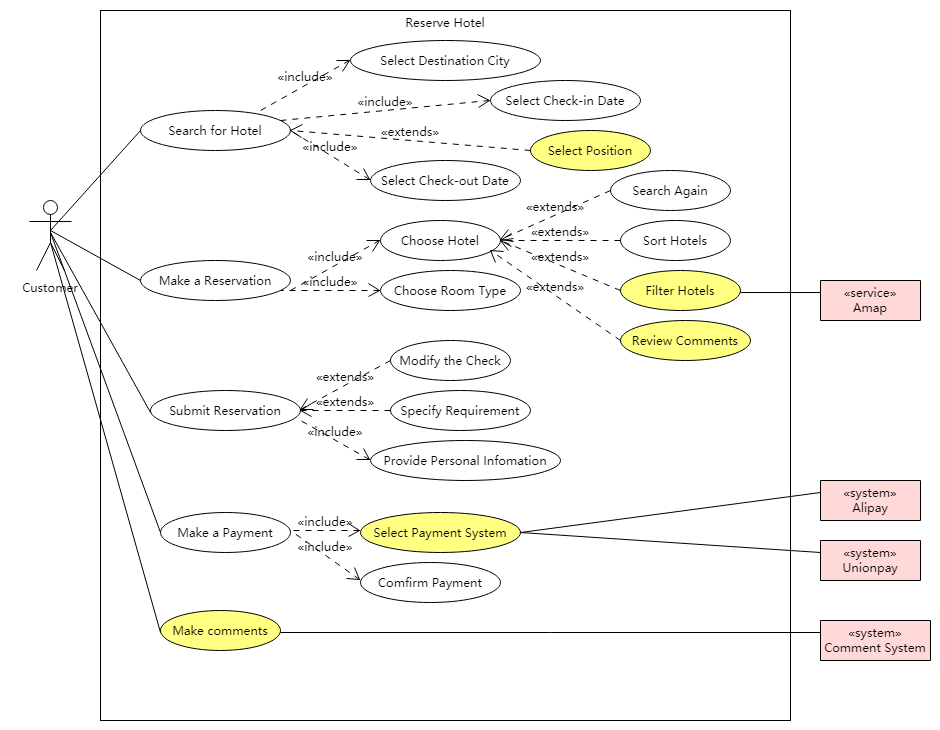 Reserve Hotel
Select Destination City
«include»
Select Check-in Date
«include»
Search for Hotel
«extends»
Select Position
«include»
Select Check-out Date
Search Again
«extends»
Choose Hotel
«extends»
Sort Hotels
«include»
«extends»
Make a Reservation
«include»
Choose Room Type
«extends»
Filter Hotels
«service»
Amap
Customer
Review Comments
Modify the Check
«extends»
Submit Reservation
«extends»
Specify Requirement
«include»
Provide Personal Infomation
«system»
Alipay
Make a Payment
«include»
Select Payment System
«include»
«system»
Unionpay
Comfirm Payment
Make comments
«system»
Comment System